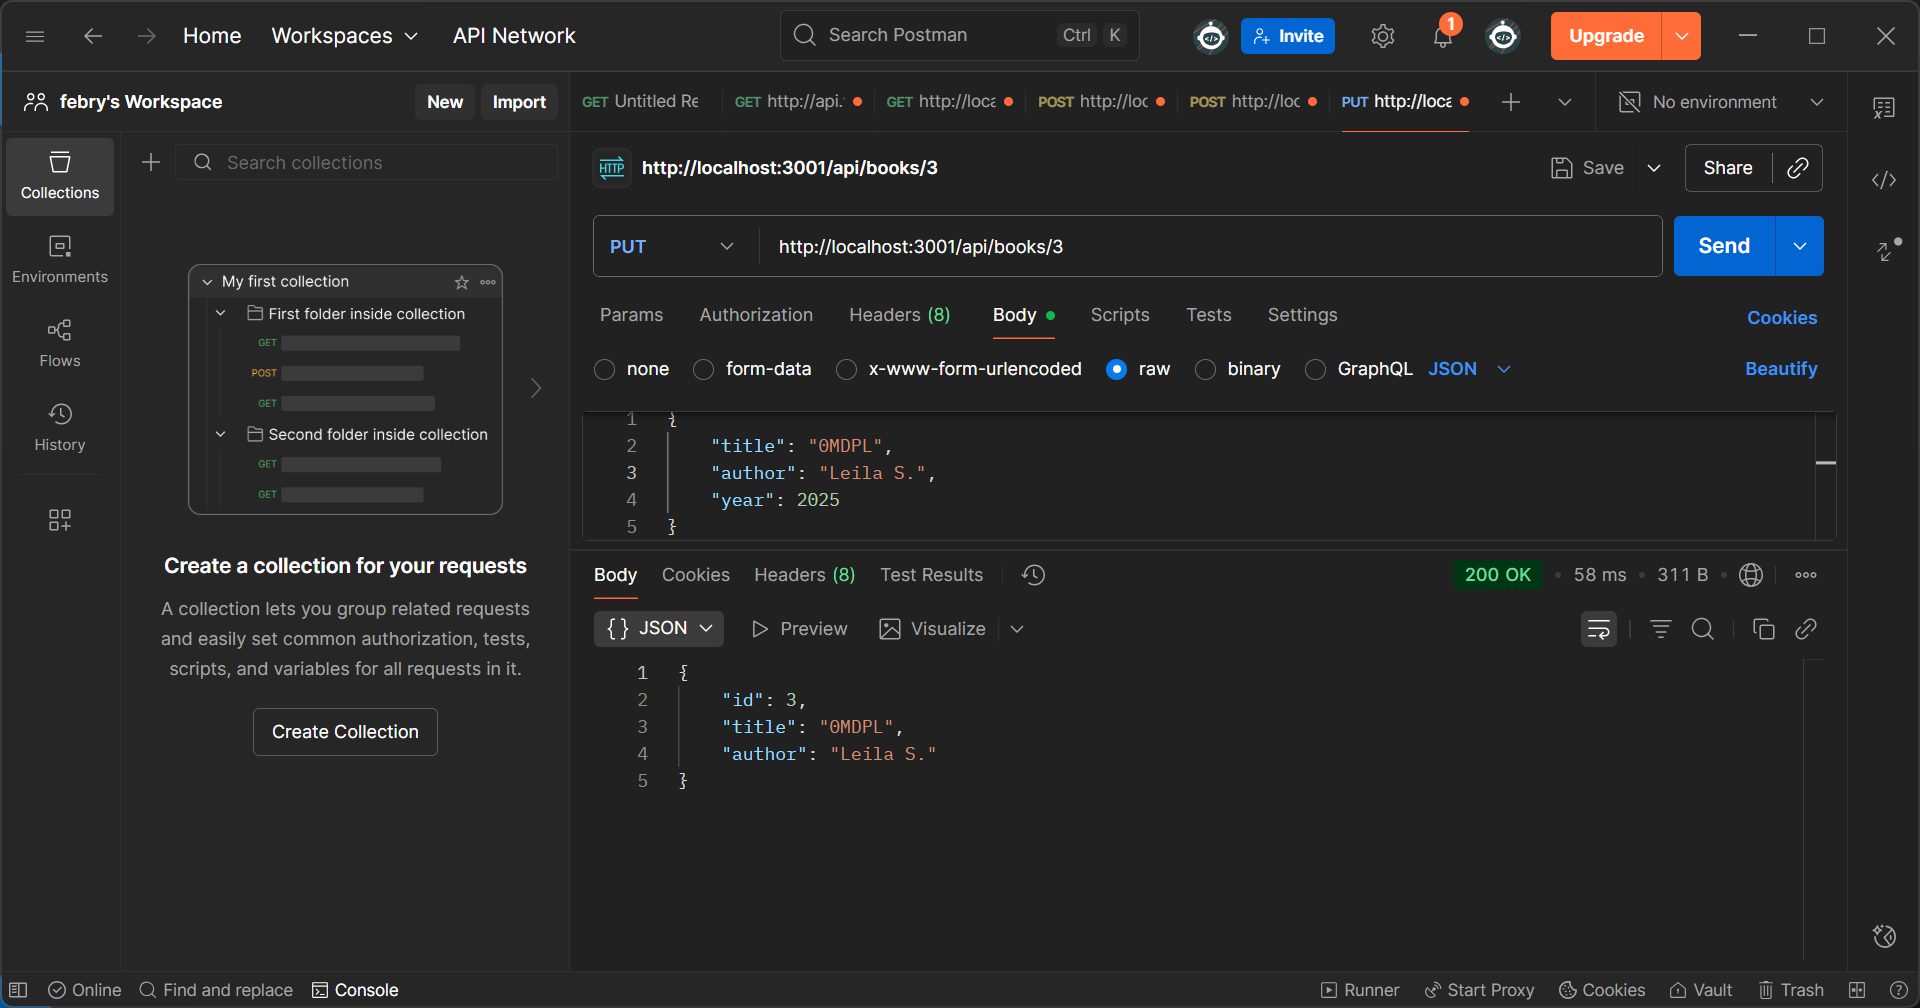 Home Workspaces API Network Search Postman Ctrl K Invite 1 Upgrade
febry's Workspace New Import GET Untitled Re GET http://api. GET http://loca POST http://loc POST http://loc PUT http://loca No environment
Collections
Environments
Flows
History
Search collections
My first collection
First folder inside collection
GET
POST
GET
Second folder inside collection
GET
GET
Create a collection for your requests
A collection lets you group related requests
and easily set common authorization, tests,
scripts, and variables for all requests in it.
Create Collection
HTTP http://localhost:3001/api/books/3 Save Share
PUT http://localhost:3001/api/books/3 Send
Params Authorization Headers (8) Body Scripts Tests Settings Cookies
none form-data x-www-form-urlencoded raw binary GraphQL JSON Beautify
1 {
2 "title": "0MDPL",
3 "author": "Leila S.",
4 "year": 2025
5 }
Body Cookies Headers (8) Test Results 200 OK • 58 ms • 311 B •
{} JSON Preview Visualize
1 {
2 "id": 3,
3 "title": "0MDPL",
4 "author": "Leila S."
5 }
Online Find and replace Console Runner Start Proxy Cookies Vault Trash